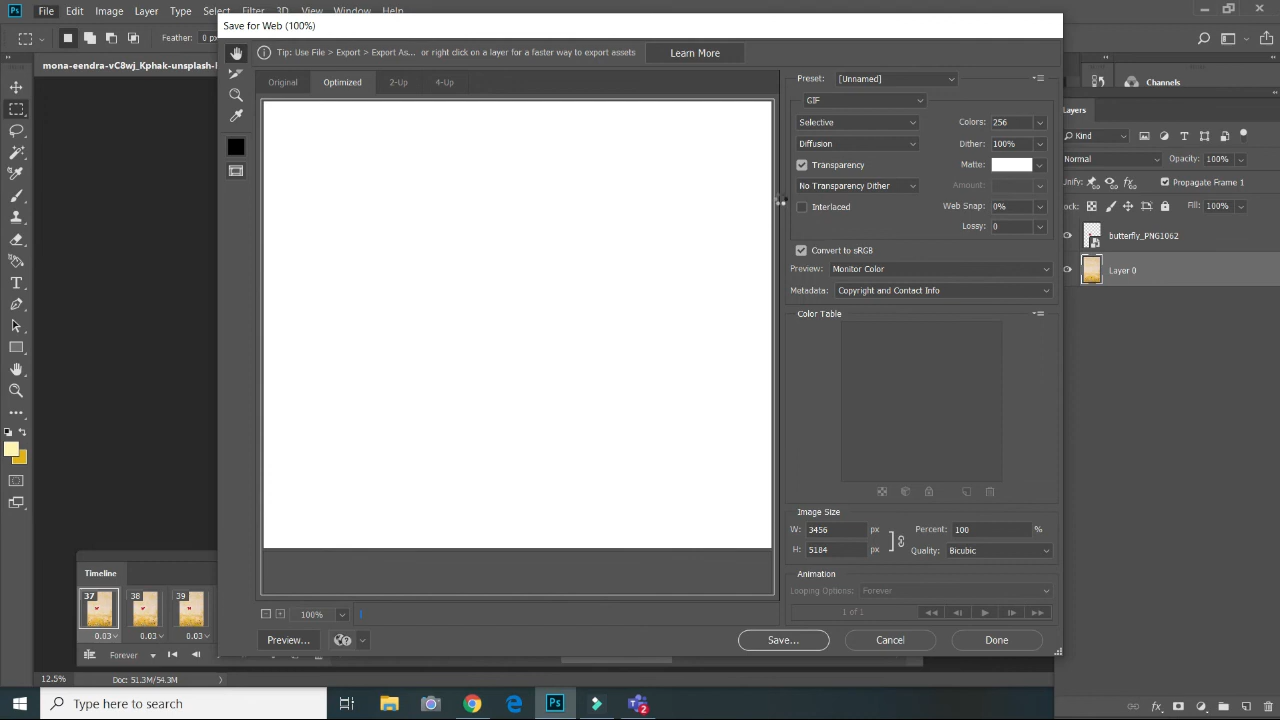 File Edit Image Layer Type Select Filter 3D View Window Help
Save for Web (100%)
Feather: 0 p
Tip: Use File > Export > Export As... or right click on a layer for a faster way to export assets
Learn More
mona-eendra-vC8wJ_Kphak-unsplash-
Original
Optimized
2-Up
4-Up
Preset: [Unnamed]
GIF
Selective
Colors: 256
Diffusion
Dither: 100%
Transparency
Matte:
No Transparency Dither
Amount:
Interlaced
Web Snap: 0%
Lossy: 0
Convert to sRGB
Preview: Monitor Color
Metadata: Copyright and Contact Info
Color Table
Image Size
W: 3456 px
Percent: 100 %
H: 5184 px
Quality: Bicubic
Animation
Looping Options: Forever
1 of 1
100%
Preview...
Save...
Cancel
Done
Channels
Layers
Kind
Normal
Opacity: 100%
Unify:
Propagate Frame 1
Fill: 100%
butterfly_PNG1062
Layer 0
Timeline
37 38 39
0.03 0.03 0.03
Forever
12.5%
Doc: 51.3M/54.3M
Type here to search
Ps
2